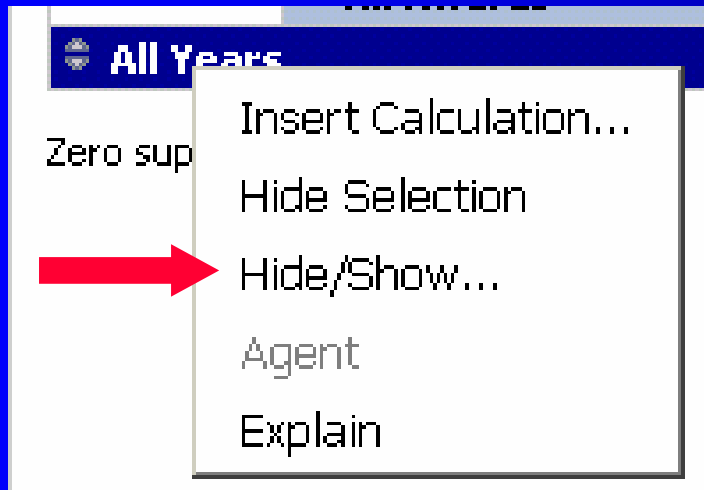 All Years
Insert Calculation...
Zero sup
Hide Selection
Hide/Show...
Agent
Explain